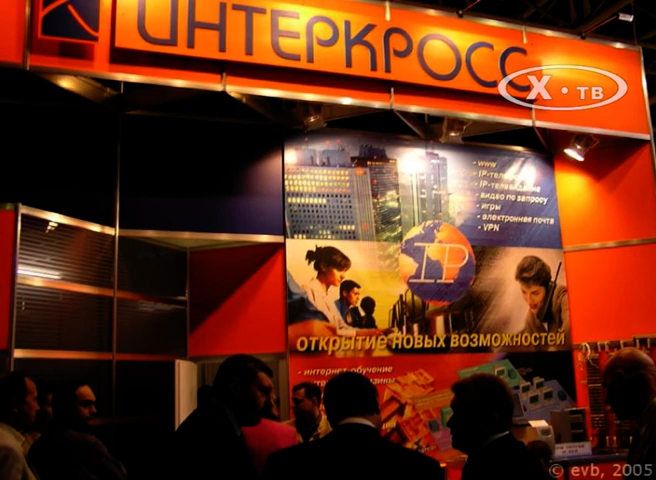 ИНТЕРКРОСС
Х·ТВ
- www
- IP-телевидение
- видео по запросу
- игры
- электронная почта
- VPN
IP
открытие новых возможностей
- интернет-обучение
© evb, 2005